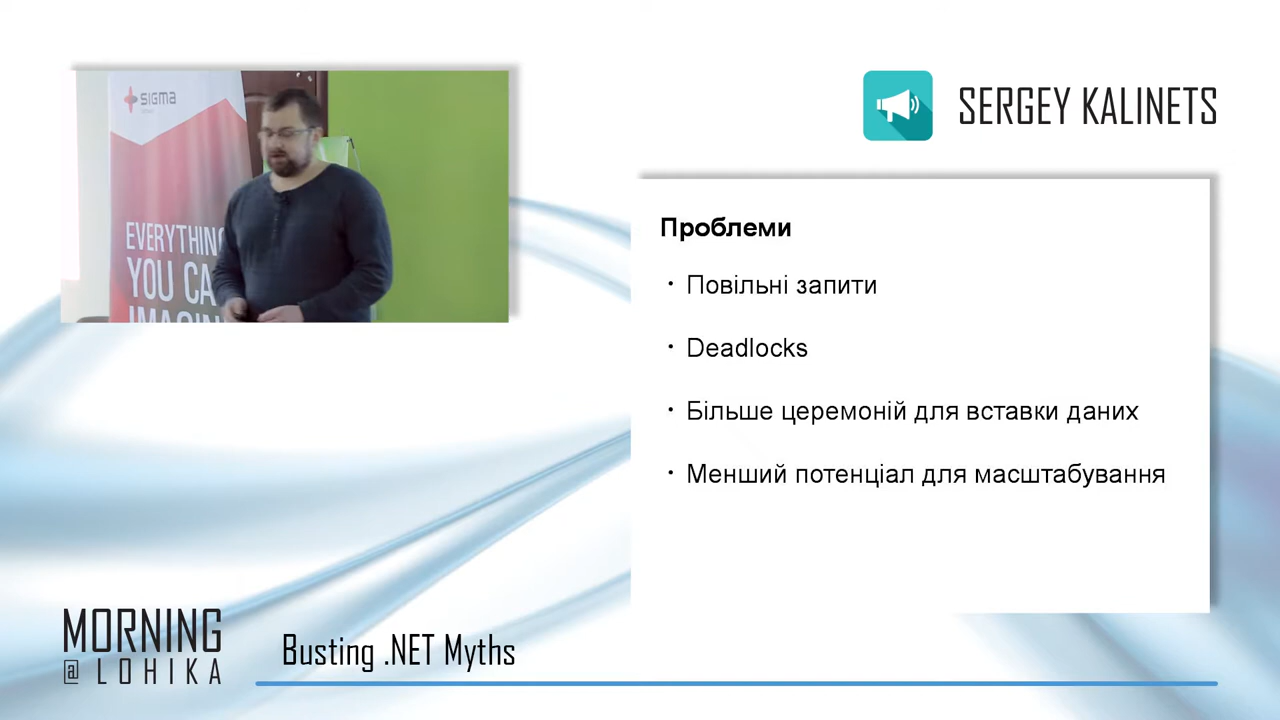 SIGMA
EVERYTHING
YOU CA
IMAGIN
SERGEY KALINETS
Проблеми
• Повільні запити
• Deadlocks
• Більше церемоній для вставки даних
• Менший потенціал для масштабування
MORNING
@ LOHIKA
Busting .NET Myths